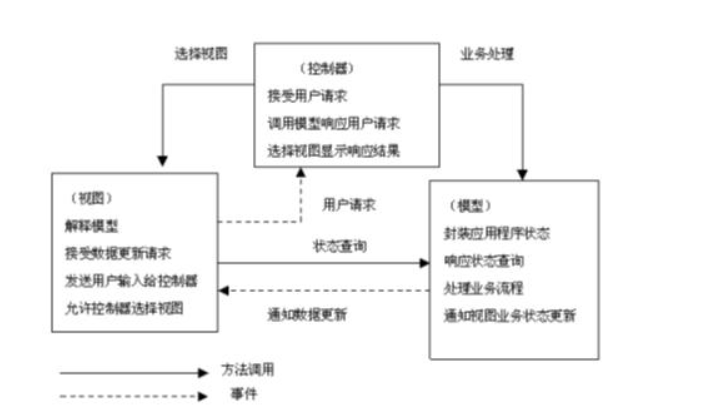 选择视图
业务处理
（控制器）
接受用户请求
调用模型响应用户请求
选择视图显示响应结果
（视图）
解释模型
接受数据更新请求
发送用户输入给控制器
允许控制器选择视图
用户请求
状态查询
通知数据更新
（模型）
封装应用程序状态
响应状态查询
处理业务流程
通知视图业务状态更新
方法调用
事件